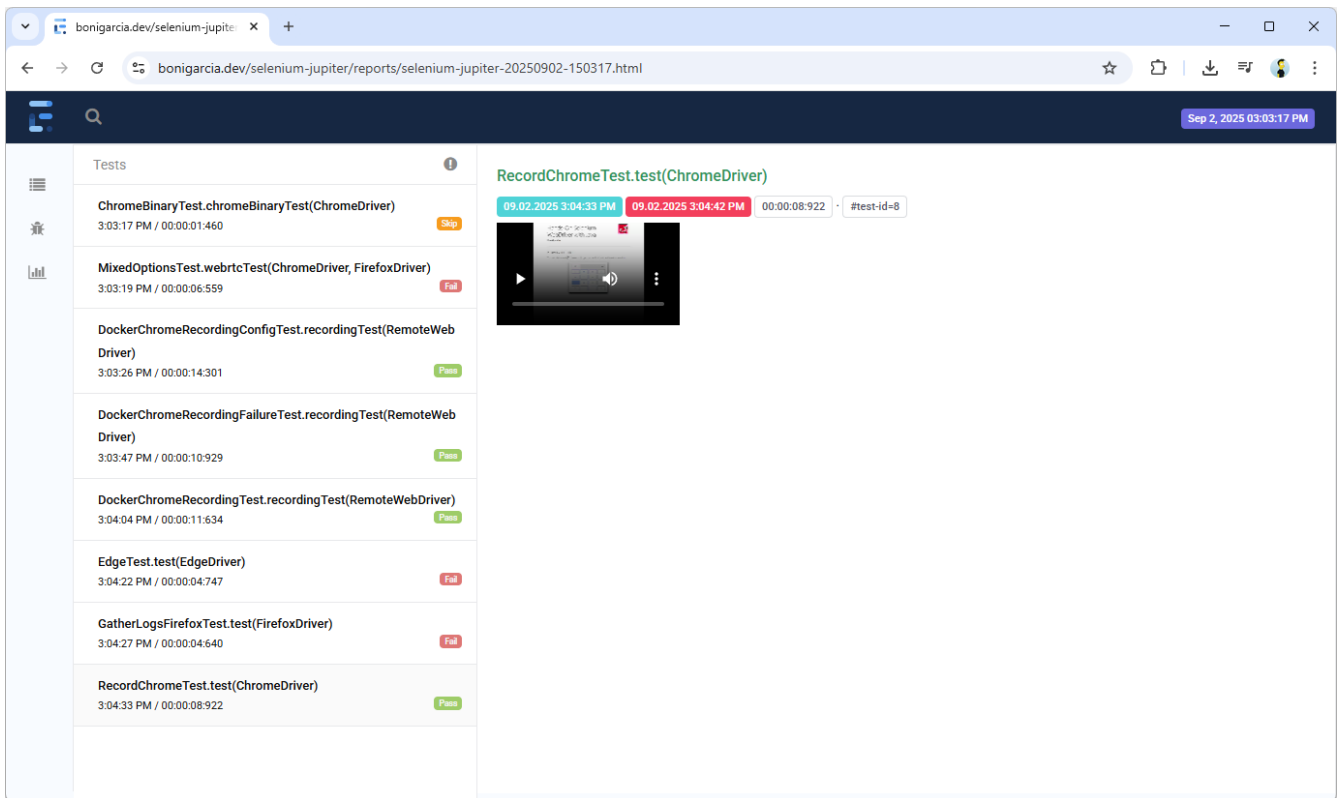 bonigarcia.dev/selenium-jupite
bonigarcia.dev/selenium-jupiter/reports/selenium-jupiter-20250902-150317.html
Sep 2, 2025 03:03:17 PM
Tests
ChromeBinaryTest.chromeBinaryTest(ChromeDriver)
3:03:17 PM / 00:00:01:460
Skip
MixedOptionsTest.webrtcTest(ChromeDriver, FirefoxDriver)
3:03:19 PM / 00:00:06:559
Fail
DockerChromeRecordingConfigTest.recordingTest(RemoteWeb
Driver)
3:03:26 PM / 00:00:14:301
Pass
DockerChromeRecordingFailureTest.recordingTest(RemoteWeb
Driver)
3:03:47 PM / 00:00:10:929
Pass
DockerChromeRecordingTest.recordingTest(RemoteWebDriver)
3:04:04 PM / 00:00:11:634
Pass
EdgeTest.test(EdgeDriver)
3:04:22 PM / 00:00:04:747
Fail
GatherLogsFirefoxTest.test(FirefoxDriver)
3:04:27 PM / 00:00:04:640
Fail
RecordChromeTest.test(ChromeDriver)
3:04:33 PM / 00:00:08:922
Pass
RecordChromeTest.test(ChromeDriver)
09.02.2025 3:04:33 PM 09.02.2025 3:04:42 PM 00:00:08:922 · #test-id=8